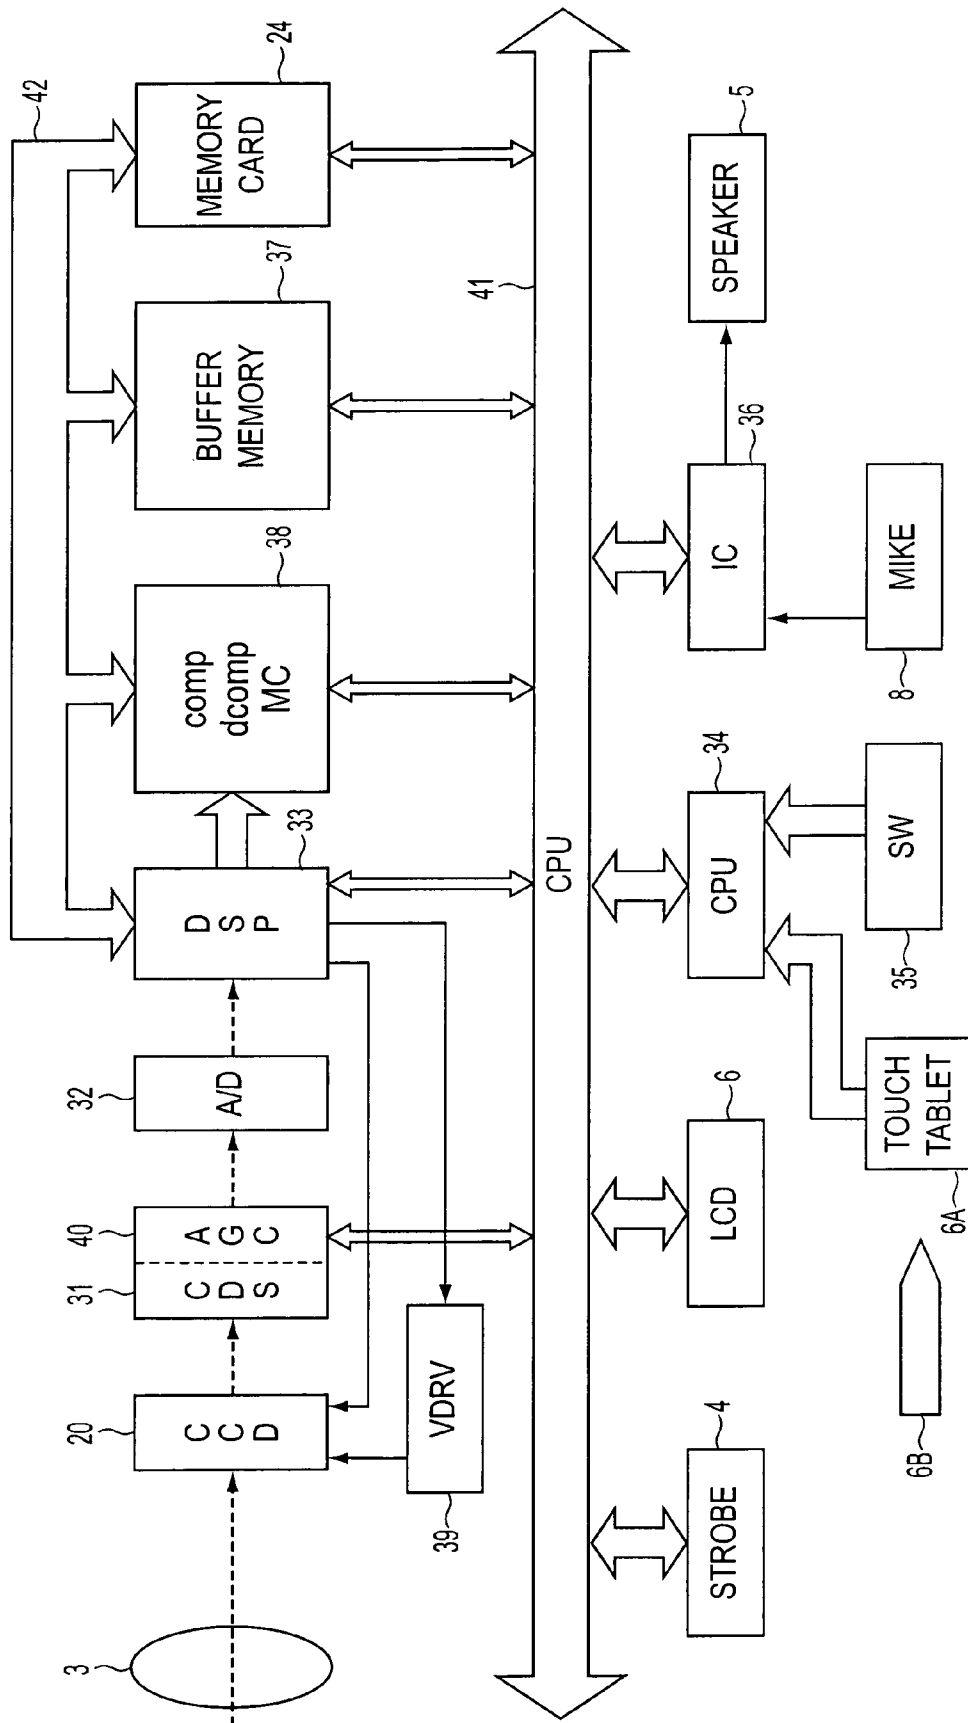 42
MEMORY
CARD
24
BUFFER
MEMORY
37
comp
dcomp
MC
38
D
S
P
33
A/D
32
A
G
C
40
C
D
S
31
C
C
D
20
3
VDRV
39
41
CPU
STROBE
4
LCD
6
CPU
34
IC
36
SPEAKER
5
MIKE
8
SW
35
TOUCH
TABLET
6A
6B